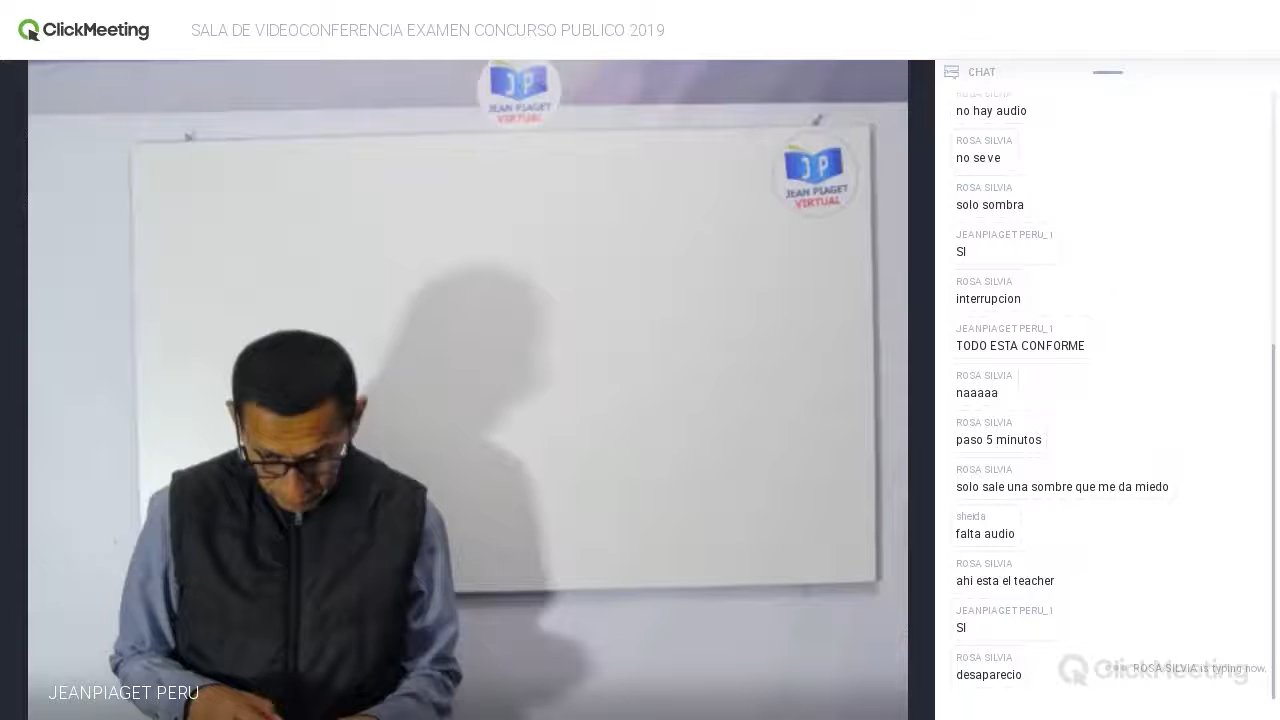 ClickMeeting
SALA DE VIDEOCONFERENCIA EXAMEN CONCURSO PUBLICO 2019
J P
JEAN PIAGET
VIRTUAL
J P
JEAN PIAGET
VIRTUAL
JEANPIAGET PERU
CHAT
ROSA SILVIA
no hay audio
ROSA SILVIA
no se ve
ROSA SILVIA
solo sombra
JEANPIAGET PERU_1
SI
ROSA SILVIA
interrupcion
JEANPIAGET PERU_1
TODO ESTA CONFORME
ROSA SILVIA
naaaaa
ROSA SILVIA
paso 5 minutos
ROSA SILVIA
solo sale una sombre que me da miedo
sheida
falta audio
ROSA SILVIA
ahi esta el teacher
JEANPIAGET PERU_1
SI
ROSA SILVIA
desaparecio
ROSA SILVIA is typing now.
ClickMeeting